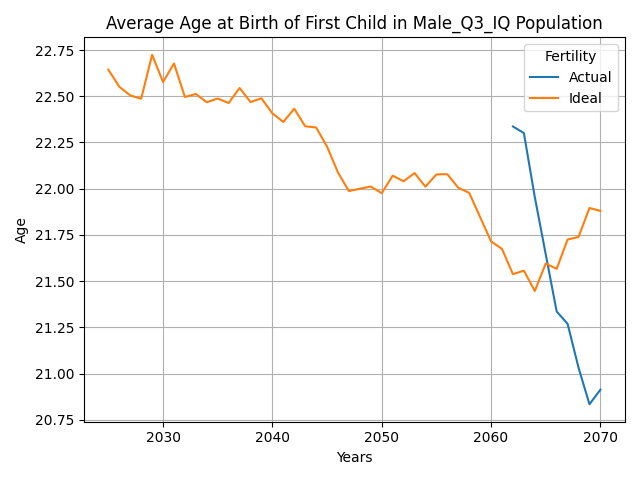 Average Age at Birth of First Child in Male_Q3_IQ Population
Fertility
Actual
Ideal
22.75
22.50
22.25
22.00
21.75
21.50
21.25
21.00
20.75
Age
2030
2040
2050
2060
2070
Years